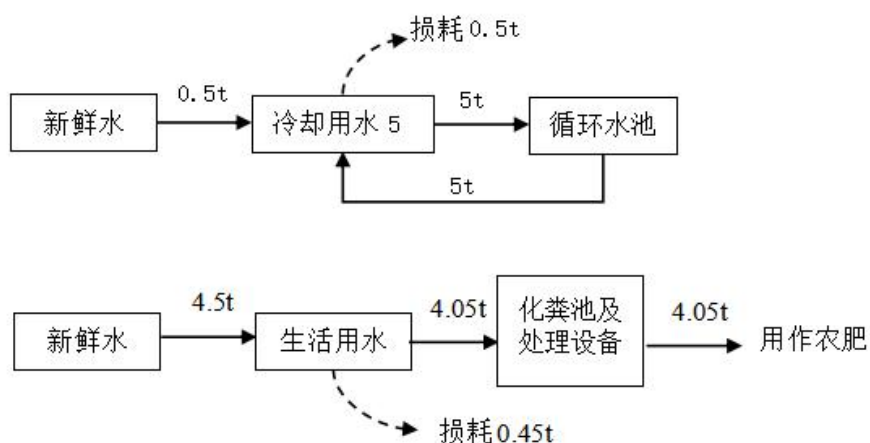 损耗0.5t
新鲜水
0.5t
冷却用水 5
5t
循环水池
5t
新鲜水
4.5t
生活用水
4.05t
化粪池及
处理设备
4.05t
用作农肥
损耗0.45t